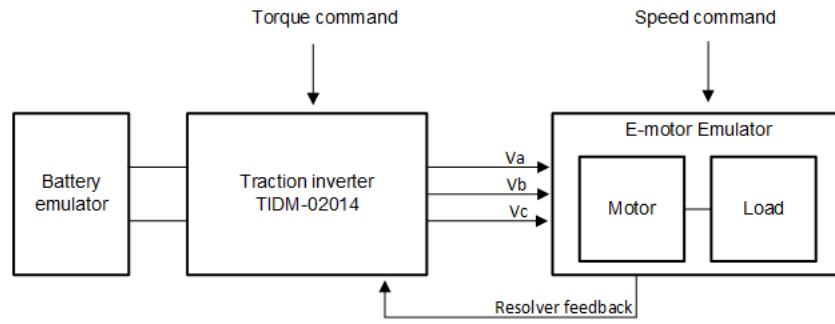 Torque command
Speed command
E-motor Emulator
Battery
emulator
Traction inverter
TIDM-02014
Va
Vb
Vc
Motor
Load
Resolver feedback